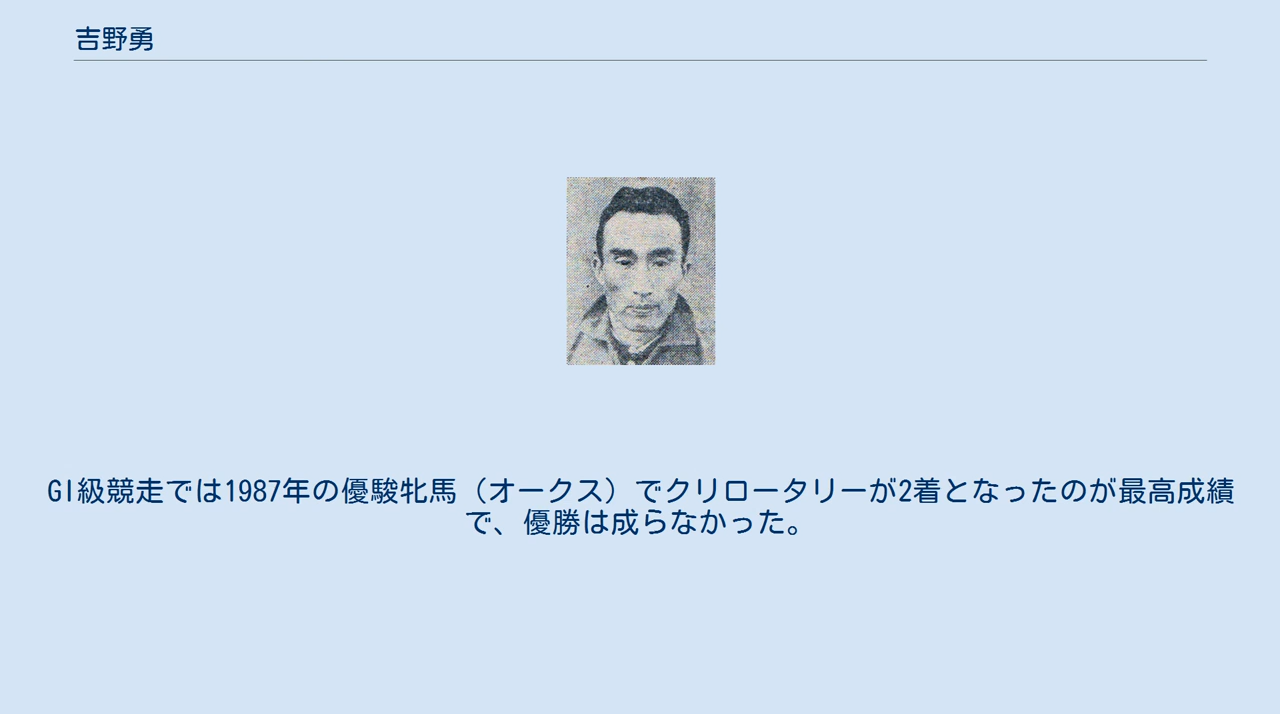 吉野勇
GI級競走では1987年の優駿牝馬（オークス）でクリロータリーが2着となったのが最高成績
で、優勝は成らなかった。